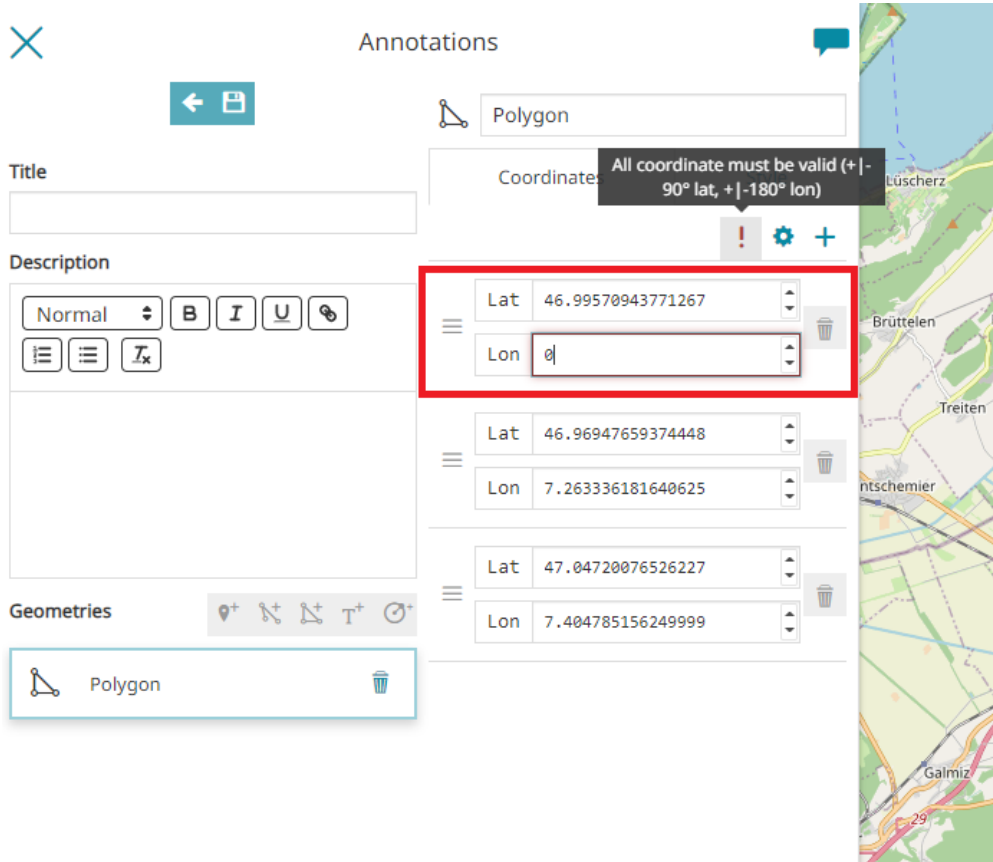 Annotations
Title
Description
Normal
B
I
U
Tx
Geometries
T+
Polygon
Polygon
Coordinates
All coordinate must be valid (+|-
90° lat, +|-180° lon)
!
Lat 46.99570943771267
Lon 0
Lat 46.96947659374448
Lon 7.263336181640625
Lat 47.04720076526227
Lon 7.404785156249999
Lüscherz
Brüttelen
Treiten
ntschemier
Galmiz
29